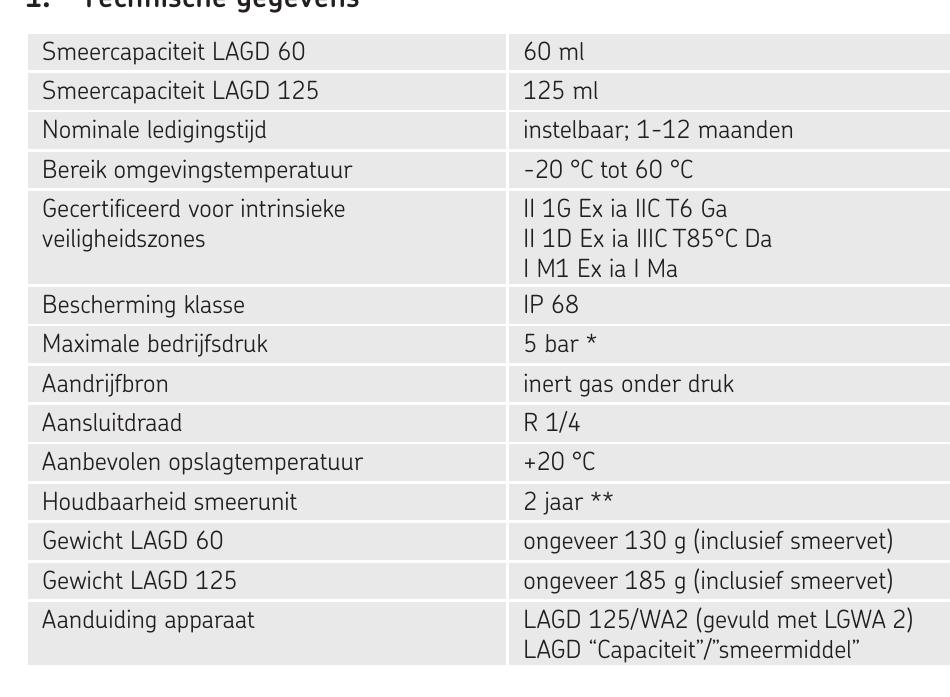 1. Technische gegevens
Smeercapaciteit LAGD 60 60 ml
Smeercapaciteit LAGD 125 125 ml
Nominale ledigingstijd instelbaar; 1-12 maanden
Bereik omgevingstemperatuur -20 °C tot 60 °C
Gecertificeerd voor intrinsieke II 1G Ex ia IIC T6 Ga
veiligheidszones II 1D Ex ia IIIC T85°C Da
I M1 Ex ia I Ma
Bescherming klasse IP 68
Maximale bedrijfsdruk 5 bar *
Aandrijfbron inert gas onder druk
Aansluitdraad R 1/4
Aanbevolen opslagtemperatuur +20 °C
Houdbaarheid smeerunit 2 jaar **
Gewicht LAGD 60 ongeveer 130 g (inclusief smeervet)
Gewicht LAGD 125 ongeveer 185 g (inclusief smeervet)
Aanduiding apparaat LAGD 125/WA2 (gevuld met LGWA 2)
LAGD “Capaciteit”/”smeermiddel”